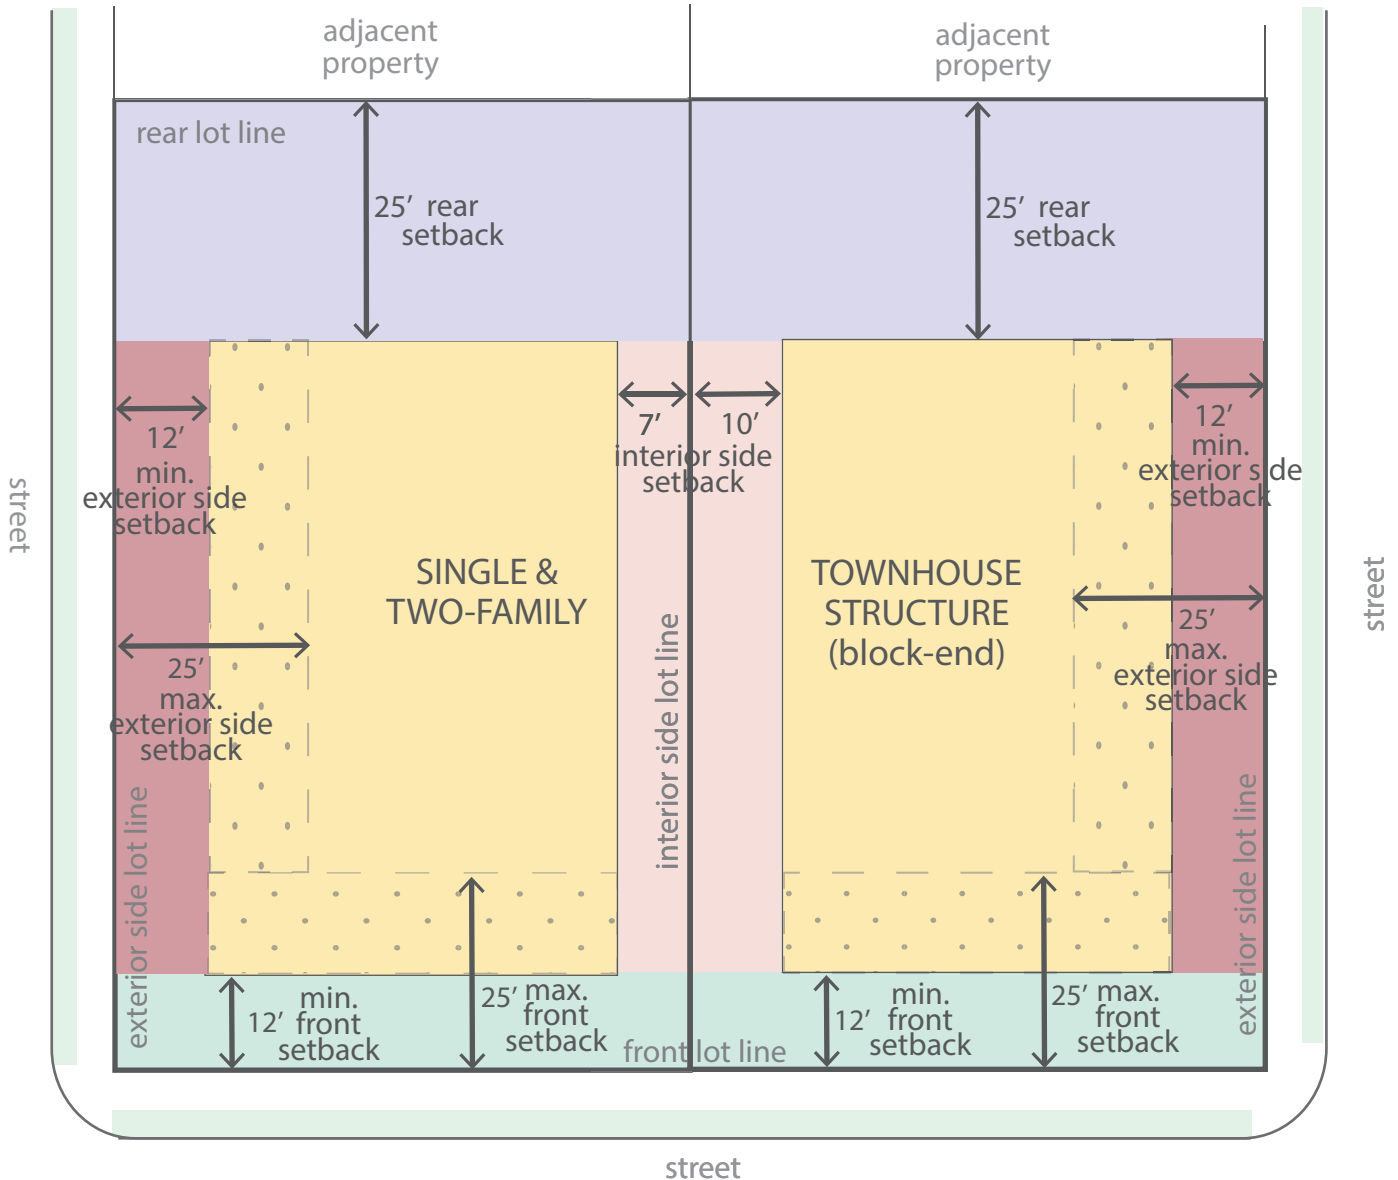 adjacent
property
adjacent
property
rear lot line
25’ rear
setback
25’ rear
setback
12’
min.
exterior side
setback
7’ 10’
interior side
setback
12’
min.
exterior side
setback
street
SINGLE &
TWO-FAMILY
TOWNHOUSE
STRUCTURE
(block-end)
street
25’
max.
exterior side
setback
25’
max.
exterior side
setback
interior side lot line
exterior side lot line
exterior side lot line
min.
12’ front
setback
25’ max.
front
setback
min.
12’ front
setback
25’ max.
front
setback
front lot line
street